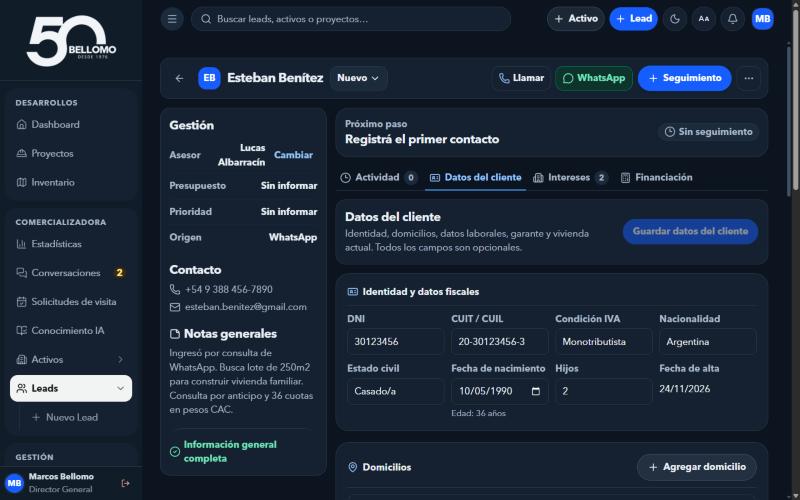 50
BELLOMO
DESDE 1976
DESARROLLOS
Dashboard
Proyectos
Inventario
COMERCIALIZADORA
Estadísticas
Conversaciones 2
Solicitudes de visita
Conocimiento IA
Activos
Leads
+ Nuevo Lead
GESTIÓN
MB
Marcos Bellomo
Director General
Buscar leads, activos o proyectos...
+ Activo
+ Lead
AA
MB
EB
Esteban Benítez
Nuevo
Llamar
WhatsApp
+ Seguimiento
...
Gestión
Asesor Lucas Albarracín Cambiar
Presupuesto Sin informar
Prioridad Sin informar
Origen WhatsApp
Contacto
+54 9 388 456-7890
esteban.benitez@gmail.com
Notas generales
Ingresó por consulta de
WhatsApp. Busca lote de 250m2
para construir vivienda familiar.
Consulta por anticipo y 36 cuotas
en pesos CAC.
Información general
completa
Próximo paso
Registrá el primer contacto
Sin seguimiento
Actividad 0
Datos del cliente
Intereses 2
Financiación
Datos del cliente
Identidad, domicilios, datos laborales, garante y vivienda
actual. Todos los campos son opcionales.
Guardar datos del cliente
Identidad y datos fiscales
DNI CUIT / CUIL Condición IVA Nacionalidad
30123456 20-30123456-3 Monotributista Argentina
Estado civil Fecha de nacimiento Hijos Fecha de alta
Casado/a 10/05/1990 2 24/11/2026
Edad: 36 años
Domicilios
+ Agregar domicilio